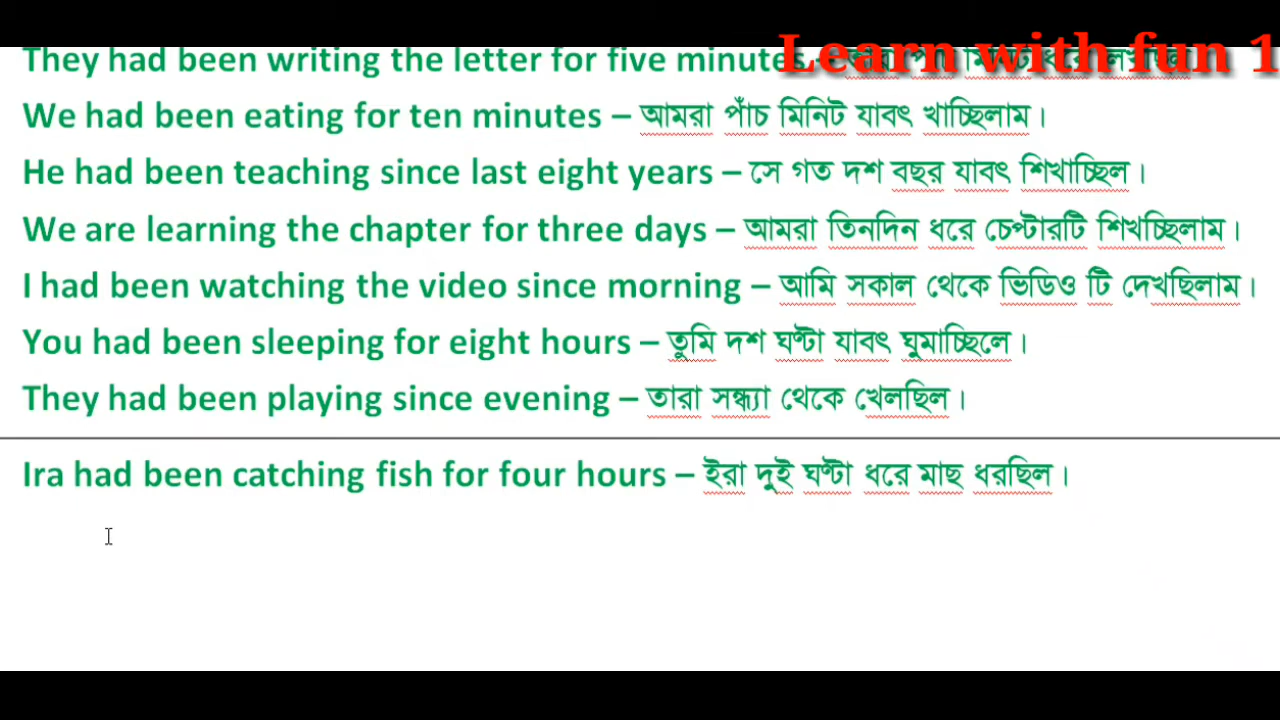 Learn with fun 1
They had been writing the letter for five minutes
We had been eating for ten minutes – আমরা পাঁচ মিনিট যাবৎ খাচ্ছিলাম।
He had been teaching since last eight years – সে গত দশ বছর যাবৎ শিখাচ্ছিল।
We are learning the chapter for three days – আমরা তিনদিন ধরে চেপ্টারটি শিখচ্ছিলাম।
I had been watching the video since morning – আমি সকাল থেকে ভিডিও টি দেখছিলাম।
You had been sleeping for eight hours – তুমি দশ ঘণ্টা যাবৎ ঘুমাচ্ছিলে।
They had been playing since evening – তারা সন্ধ্যা থেকে খেলছিল।
Ira had been catching fish for four hours – ইরা দুই ঘণ্টা ধরে মাছ ধরছিল।